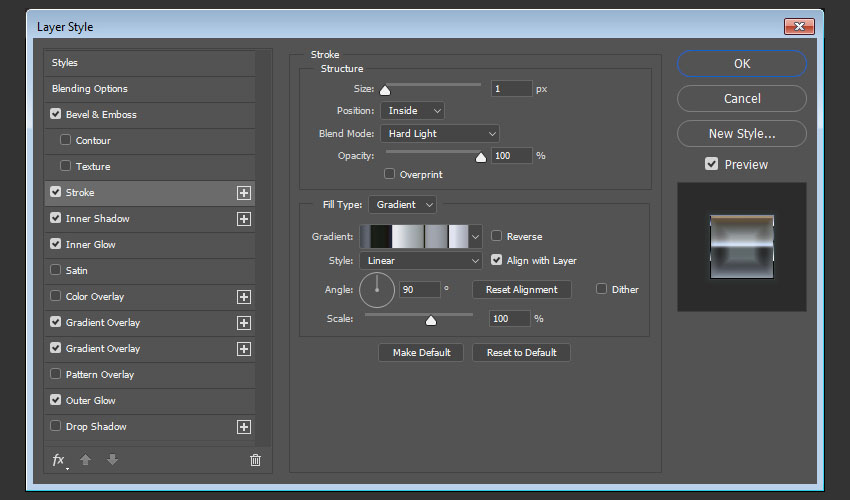 Layer Style
Styles
Blending Options
Bevel & Emboss
Contour
Texture
Stroke
Inner Shadow
Inner Glow
Satin
Color Overlay
Gradient Overlay
Gradient Overlay
Pattern Overlay
Outer Glow
Drop Shadow
fx
Stroke
Structure
Size: 1 px
Position: Inside
Blend Mode: Hard Light
Opacity: 100 %
Overprint
Fill Type: Gradient
Gradient: Reverse
Style: Linear Align with Layer
Angle: 90 ° Reset Alignment Dither
Scale: 100 %
Make Default Reset to Default
OK
Cancel
New Style...
Preview